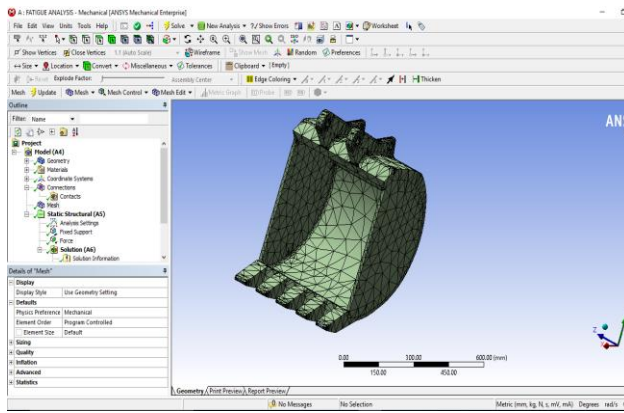 A : FATIGUE ANALYSIS - Mechanical [ANSYS Mechanical Enterprise]
File Edit View Units Tools Help Solve New Analysis ?/ Show Errors Worksheet
Show Vertices Close Vertices 1.1 (Auto Scale) Wireframe Show Mesh Random Preferences
Size Location Convert Miscellaneous Tolerances Clipboard [Empty]
Reset Explode Factor: Assembly Center Edge Coloring Thicken
Mesh Update Mesh Mesh Control Mesh Edit Metric Graph Probe
Outline
Filter: Name
Project
Model (A4)
Geometry
Materials
Coordinate Systems
Connections
Contacts
Mesh
Static Structural (A5)
Analysis Settings
Fixed Support
Force
Solution (A6)
Solution Information
Details of "Mesh"
Display
Display Style Use Geometry Setting
Defaults
Physics Preference Mechanical
Element Order Program Controlled
Element Size Default
Sizing
Quality
Inflation
Advanced
Statistics
ANS
Z
0.00 300.00 600.00 (mm)
150.00 450.00
Geometry Print Preview Report Preview
No Messages No Selection Metric (mm, kg, N, s, mV, mA) Degrees rad/s